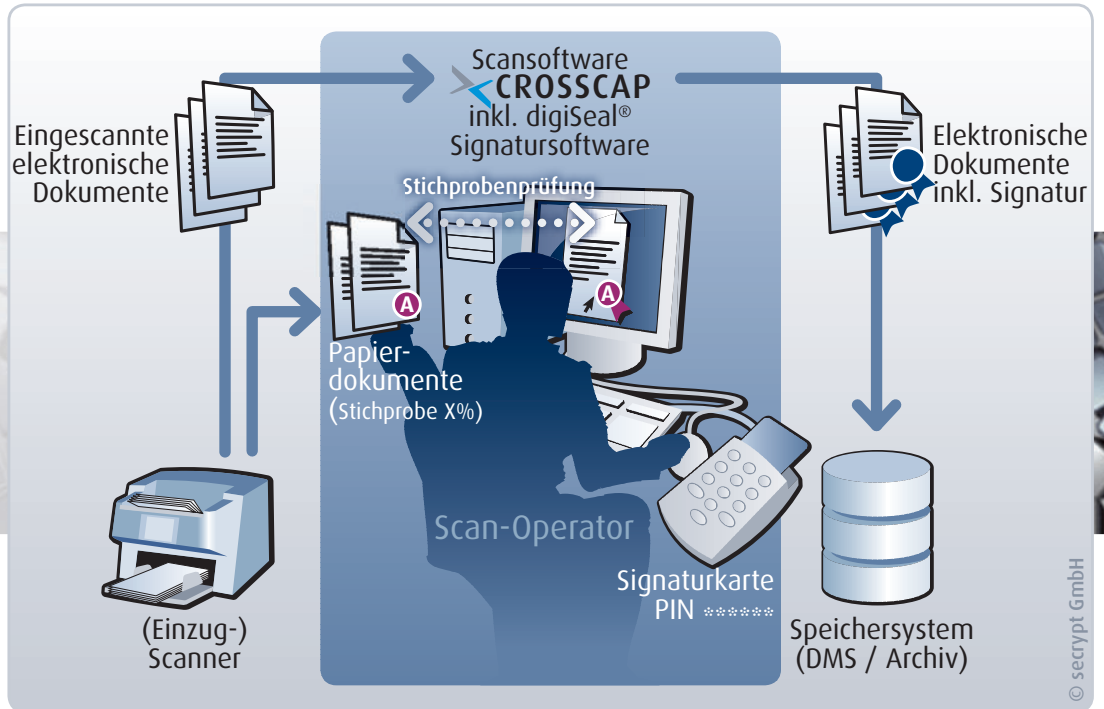 Scansoftware
CROSSCAP
inkl. digiSeal®
Signatursoftware
Eingescannte
elektronische
Dokumente
Elektronische
Dokumente
inkl. Signatur
Stichprobenprüfung
A
A
Papier-
dokumente
(Stichprobe X%)
Scan-Operator
Signaturkarte
PIN ******
(Einzug-)
Scanner
Speichersystem
(DMS / Archiv)
© secrypt GmbH